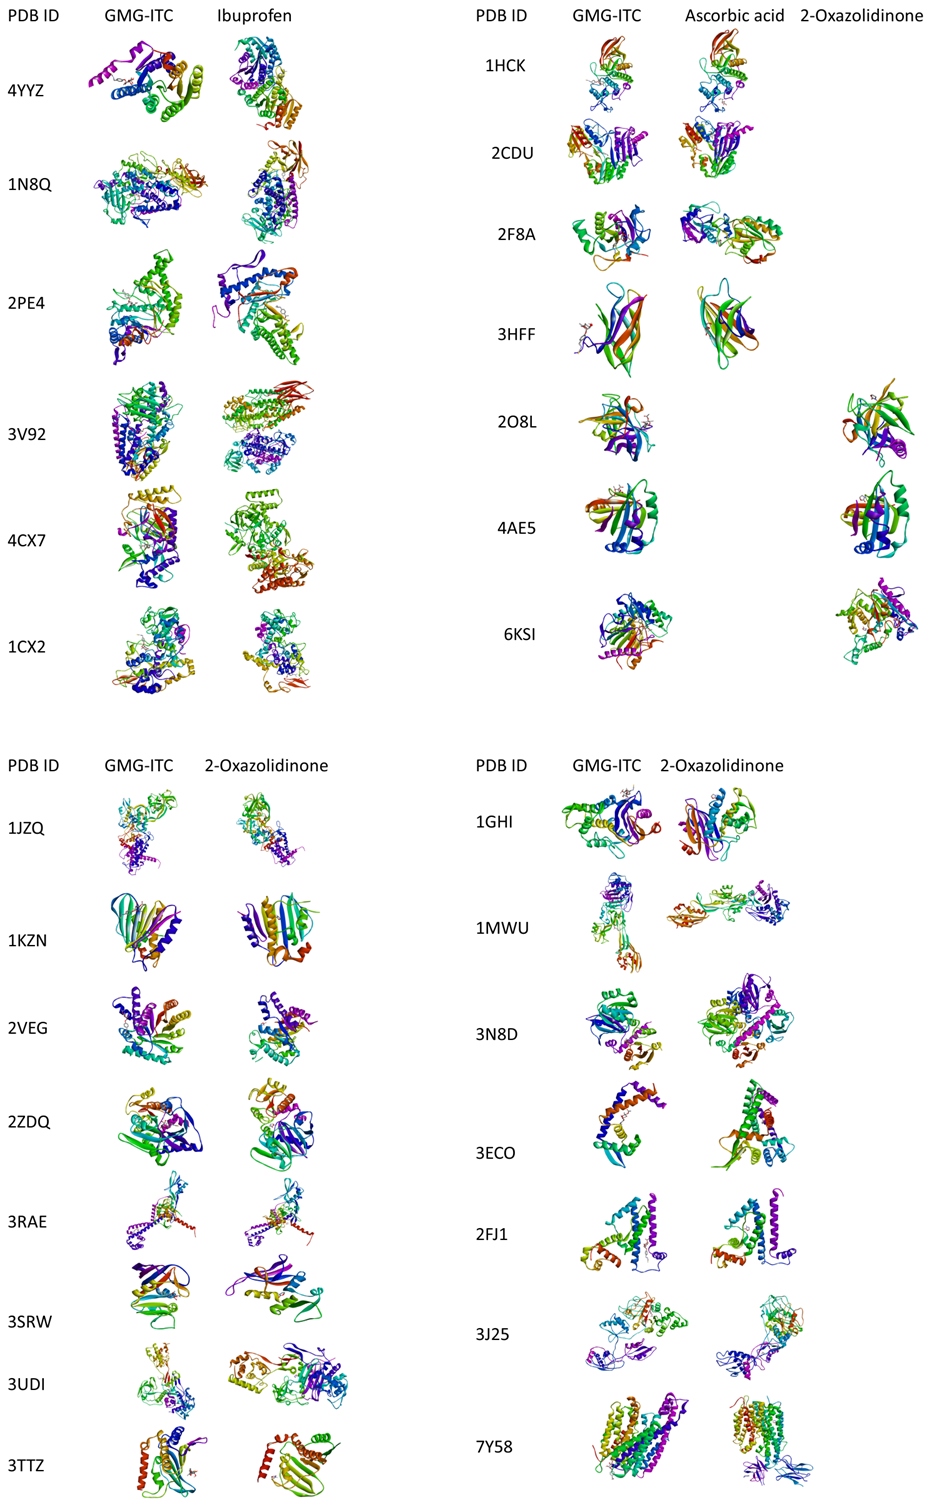 PDB ID GMG-ITC Ibuprofen
4YYZ
1N8Q
2PE4
3V92
4CX7
1CX2
PDB ID GMG-ITC Ascorbic acid 2-Oxazolidinone
1HCK
2CDU
2F8A
3HFF
2O8L
4AE5
6KSI
PDB ID GMG-ITC 2-Oxazolidinone
1JZQ
1KZN
2VEG
2ZDQ
3RAE
3SRW
3UDI
3TTZ
PDB ID GMG-ITC 2-Oxazolidinone
1GHI
1MWU
3N8D
3ECO
2FJ1
3J25
7Y58